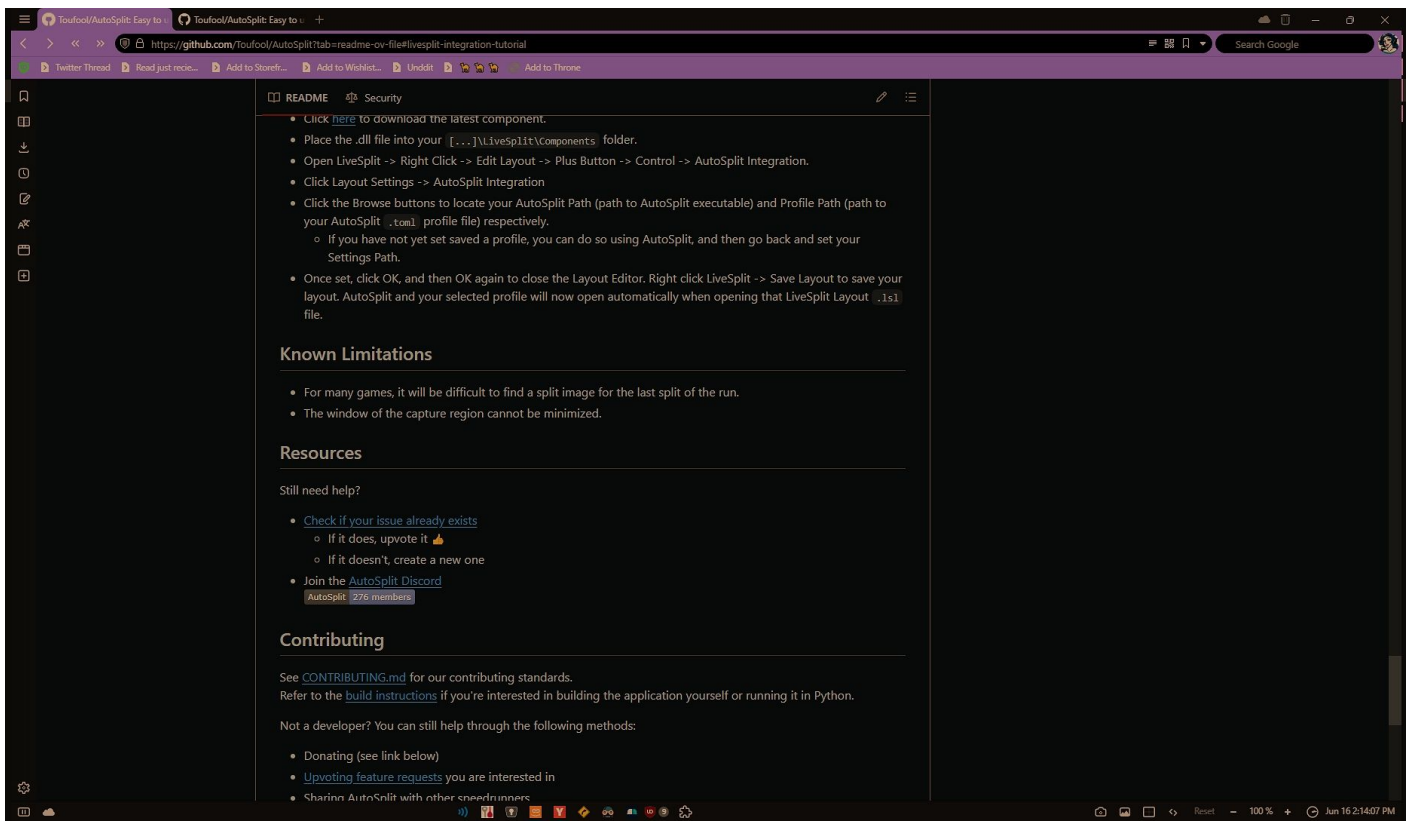 Toufool/AutoSplit: Easy to u
Toufool/AutoSplit: Easy to u
https://github.com/Toufool/AutoSplit?tab=readme-ov-file#livesplit-integration-tutorial
Search Google
Twitter Thread
Read just recie...
Add to Storefr...
Add to Wishlist...
Unddit
Add to Throne
README
Security
Click here to download the latest component.
Place the .dll file into your [...]\LiveSplit\Components folder.
Open LiveSplit -> Right Click -> Edit Layout -> Plus Button -> Control -> AutoSplit Integration.
Click Layout Settings -> AutoSplit Integration
Click the Browse buttons to locate your AutoSplit Path (path to AutoSplit executable) and Profile Path (path to
your AutoSplit .toml profile file) respectively.
If you have not yet set saved a profile, you can do so using AutoSplit, and then go back and set your
Settings Path.
Once set, click OK, and then OK again to close the Layout Editor. Right click LiveSplit -> Save Layout to save your
layout. AutoSplit and your selected profile will now open automatically when opening that LiveSplit Layout .lsl
file.
Known Limitations
For many games, it will be difficult to find a split image for the last split of the run.
The window of the capture region cannot be minimized.
Resources
Still need help?
Check if your issue already exists
If it does, upvote it 👍
If it doesn't, create a new one
Join the AutoSplit Discord
AutoSplit 276 members
Contributing
See CONTRIBUTING.md for our contributing standards.
Refer to the build instructions if you're interested in building the application yourself or running it in Python.
Not a developer? You can still help through the following methods:
Donating (see link below)
Upvoting feature requests you are interested in
Sharing AutoSplit with other speedrunners
Reset
100 %
Jun 16 2:14:07 PM